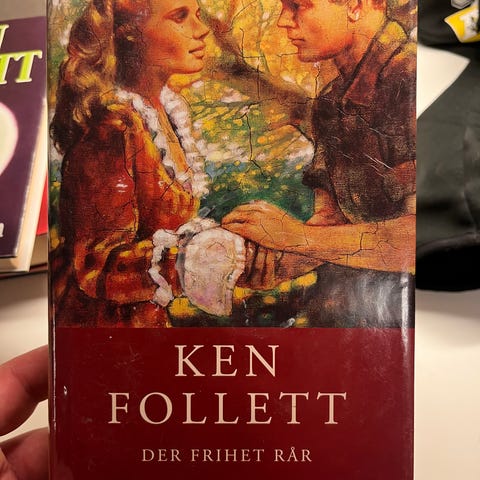 KEN
FOLLETT
DER FRIHET RÅR